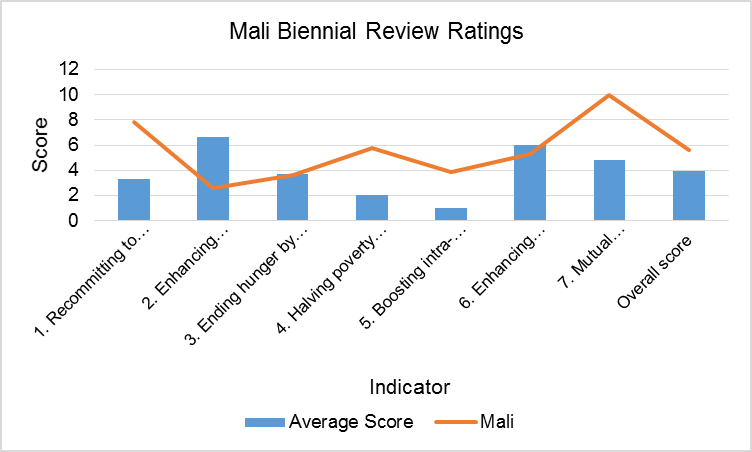 Mali Biennial Review Ratings
12
10
8
6
4
2
0
Score
1. Recommitting to...
2. Enhancing...
3. Ending hunger by...
4. Halving poverty...
5. Boosting intra-...
6. Enhancing...
7. Mutual...
Overall score
Indicator
Average Score
Mali